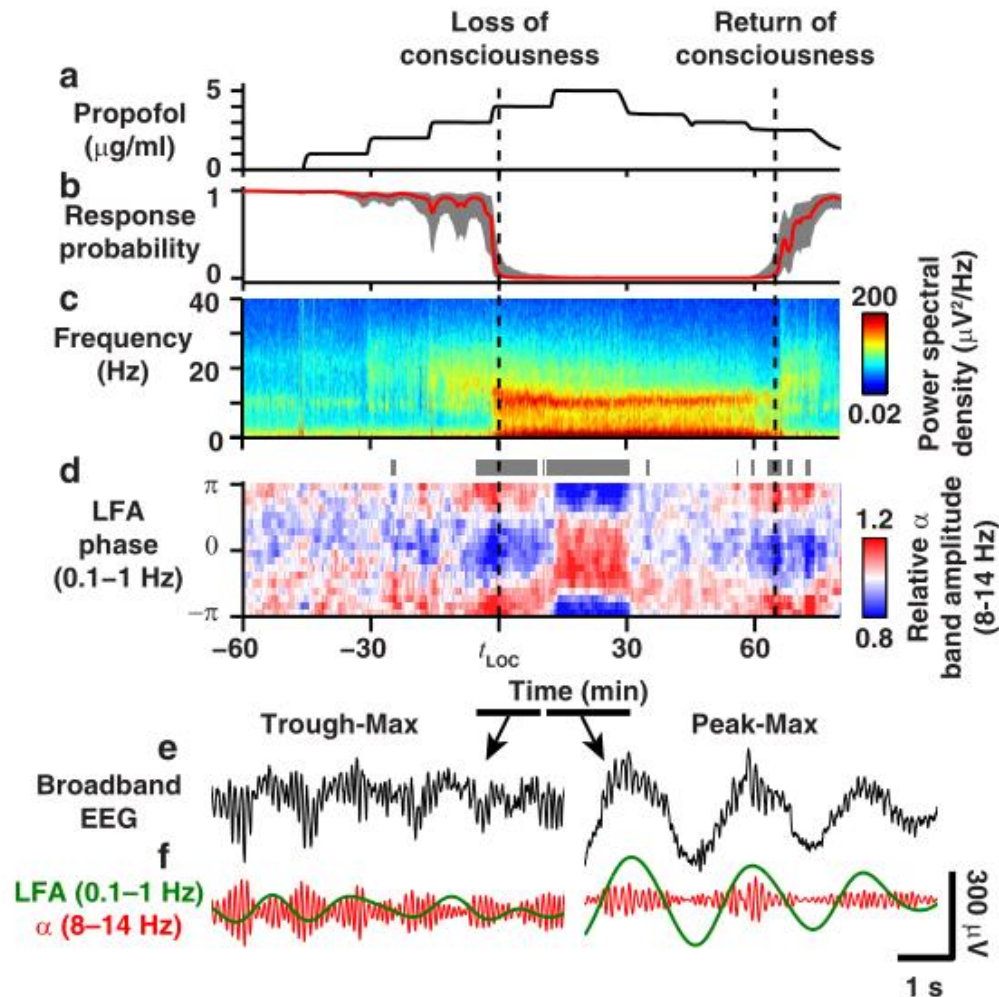 Loss of
consciousness
Return of
consciousness
a
Propofol
(μg/ml)
5
0
b
Response
probability
1
0
c
Frequency
(Hz)
40
20
0
200
0.02
Power spectral
density (μV²/Hz)
d
LFA
phase
(0.1–1 Hz)
π
0
−π
1.2
0.8
Relative α
band amplitude
(8-14 Hz)
−60
−30
tLOC
30
60
Time (min)
Trough-Max
Peak-Max
e
Broadband
EEG
f
LFA (0.1–1 Hz)
α (8–14 Hz)
300 μV
1 s